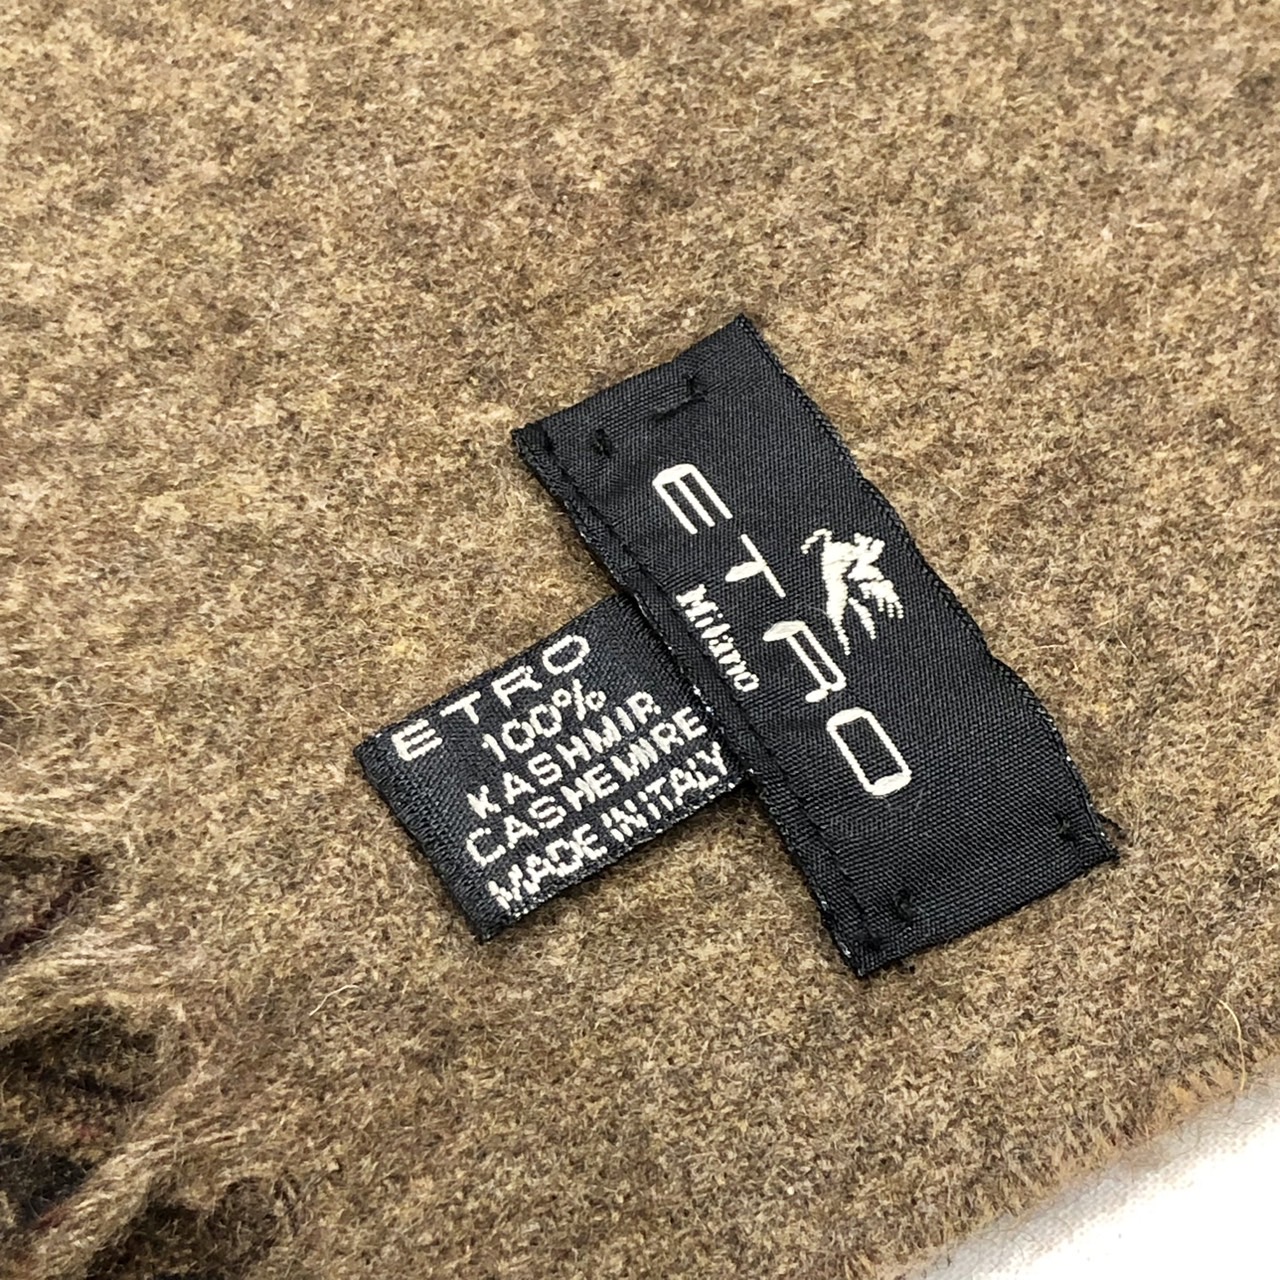 ETRO
Milano
ETRO
100%
KASHMIR
CASHEMIRE
MADE IN ITALY